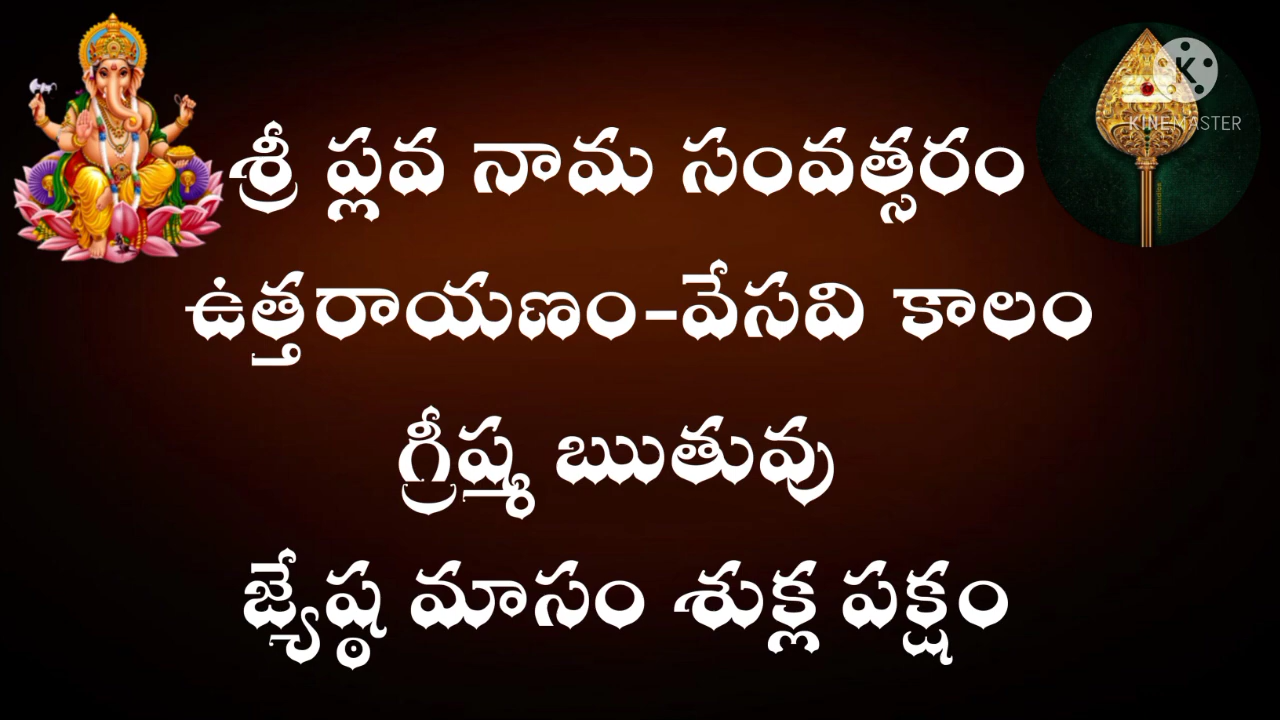 శ్రీ ప్లవ నామ సంవత్సరం
ఉత్తరాయణం-వేసవి కాలం
గ్రీష్మ ఋతువు
జ్యేష్ఠ మాసం శుక్ల పక్షం
K
KINEMASTER